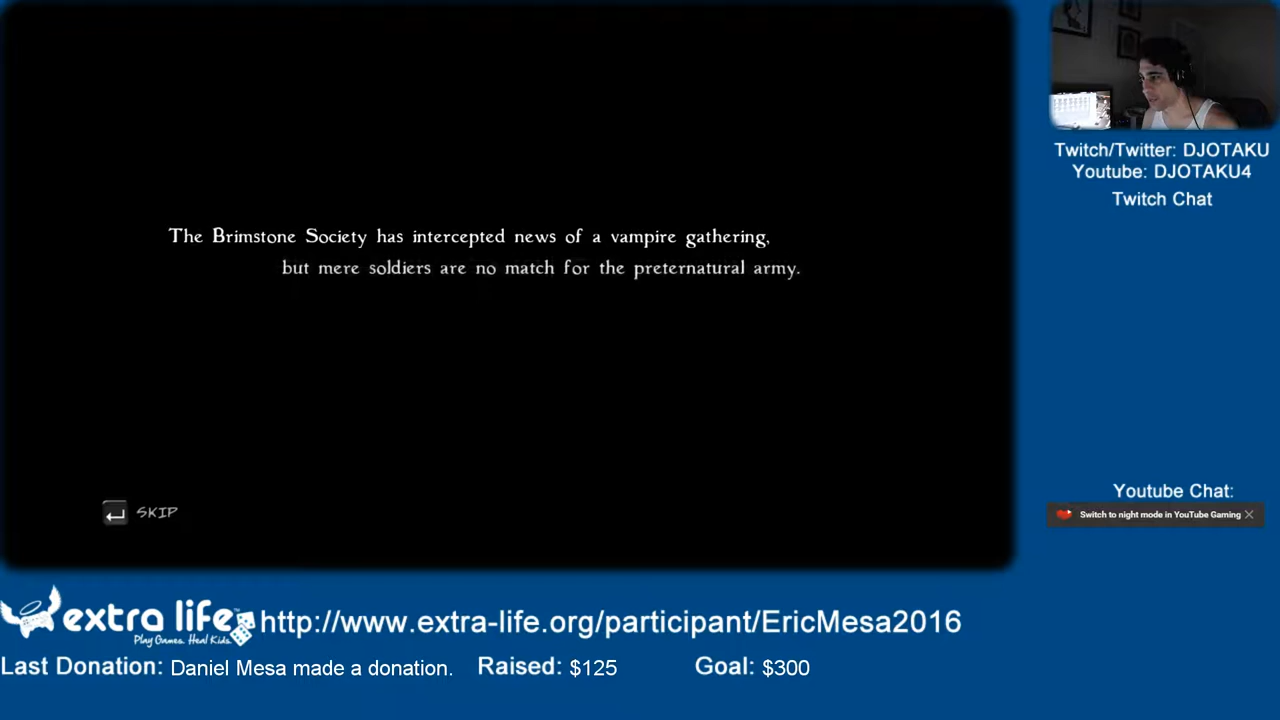 The Brimstone Society has intercepted news of a vampire gathering,
but mere soldiers are no match for the preternatural army.
SKIP
Twitch/Twitter: DJOTAKU
Youtube: DJOTAKU4
Twitch Chat
Youtube Chat:
Switch to night mode in YouTube Gaming
extra life
Play Games. Heal Kids.
http://www.extra-life.org/participant/EricMesa2016
Last Donation: Daniel Mesa made a donation. Raised: $125 Goal: $300